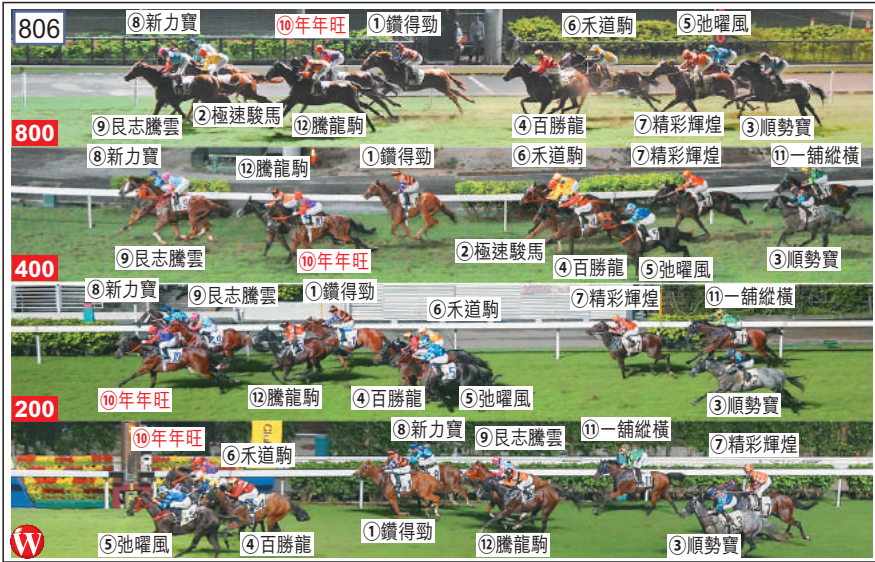 806
⑧新力寶
⑩年年旺
①鑽得勁
⑥禾道駒
⑤弛曜風
⑨艮志騰雲
②極速駿馬
⑫騰龍駒
④百勝龍
⑦精彩輝煌
③順勢寶
800
⑧新力寶
⑫騰龍駒
①鑽得勁
⑥禾道駒
⑦精彩輝煌
⑪一舖縱橫
⑨艮志騰雲
⑩年年旺
②極速駿馬
④百勝龍
⑤弛曜風
③順勢寶
400
⑧新力寶
⑨艮志騰雲
①鑽得勁
⑥禾道駒
⑦精彩輝煌
⑪一舖縱橫
⑩年年旺
⑫騰龍駒
④百勝龍
⑤弛曜風
③順勢寶
200
⑩年年旺
⑥禾道駒
⑧新力寶
⑨艮志騰雲
⑪一舖縱橫
⑦精彩輝煌
⑤弛曜風
④百勝龍
①鑽得勁
⑫騰龍駒
③順勢寶
W